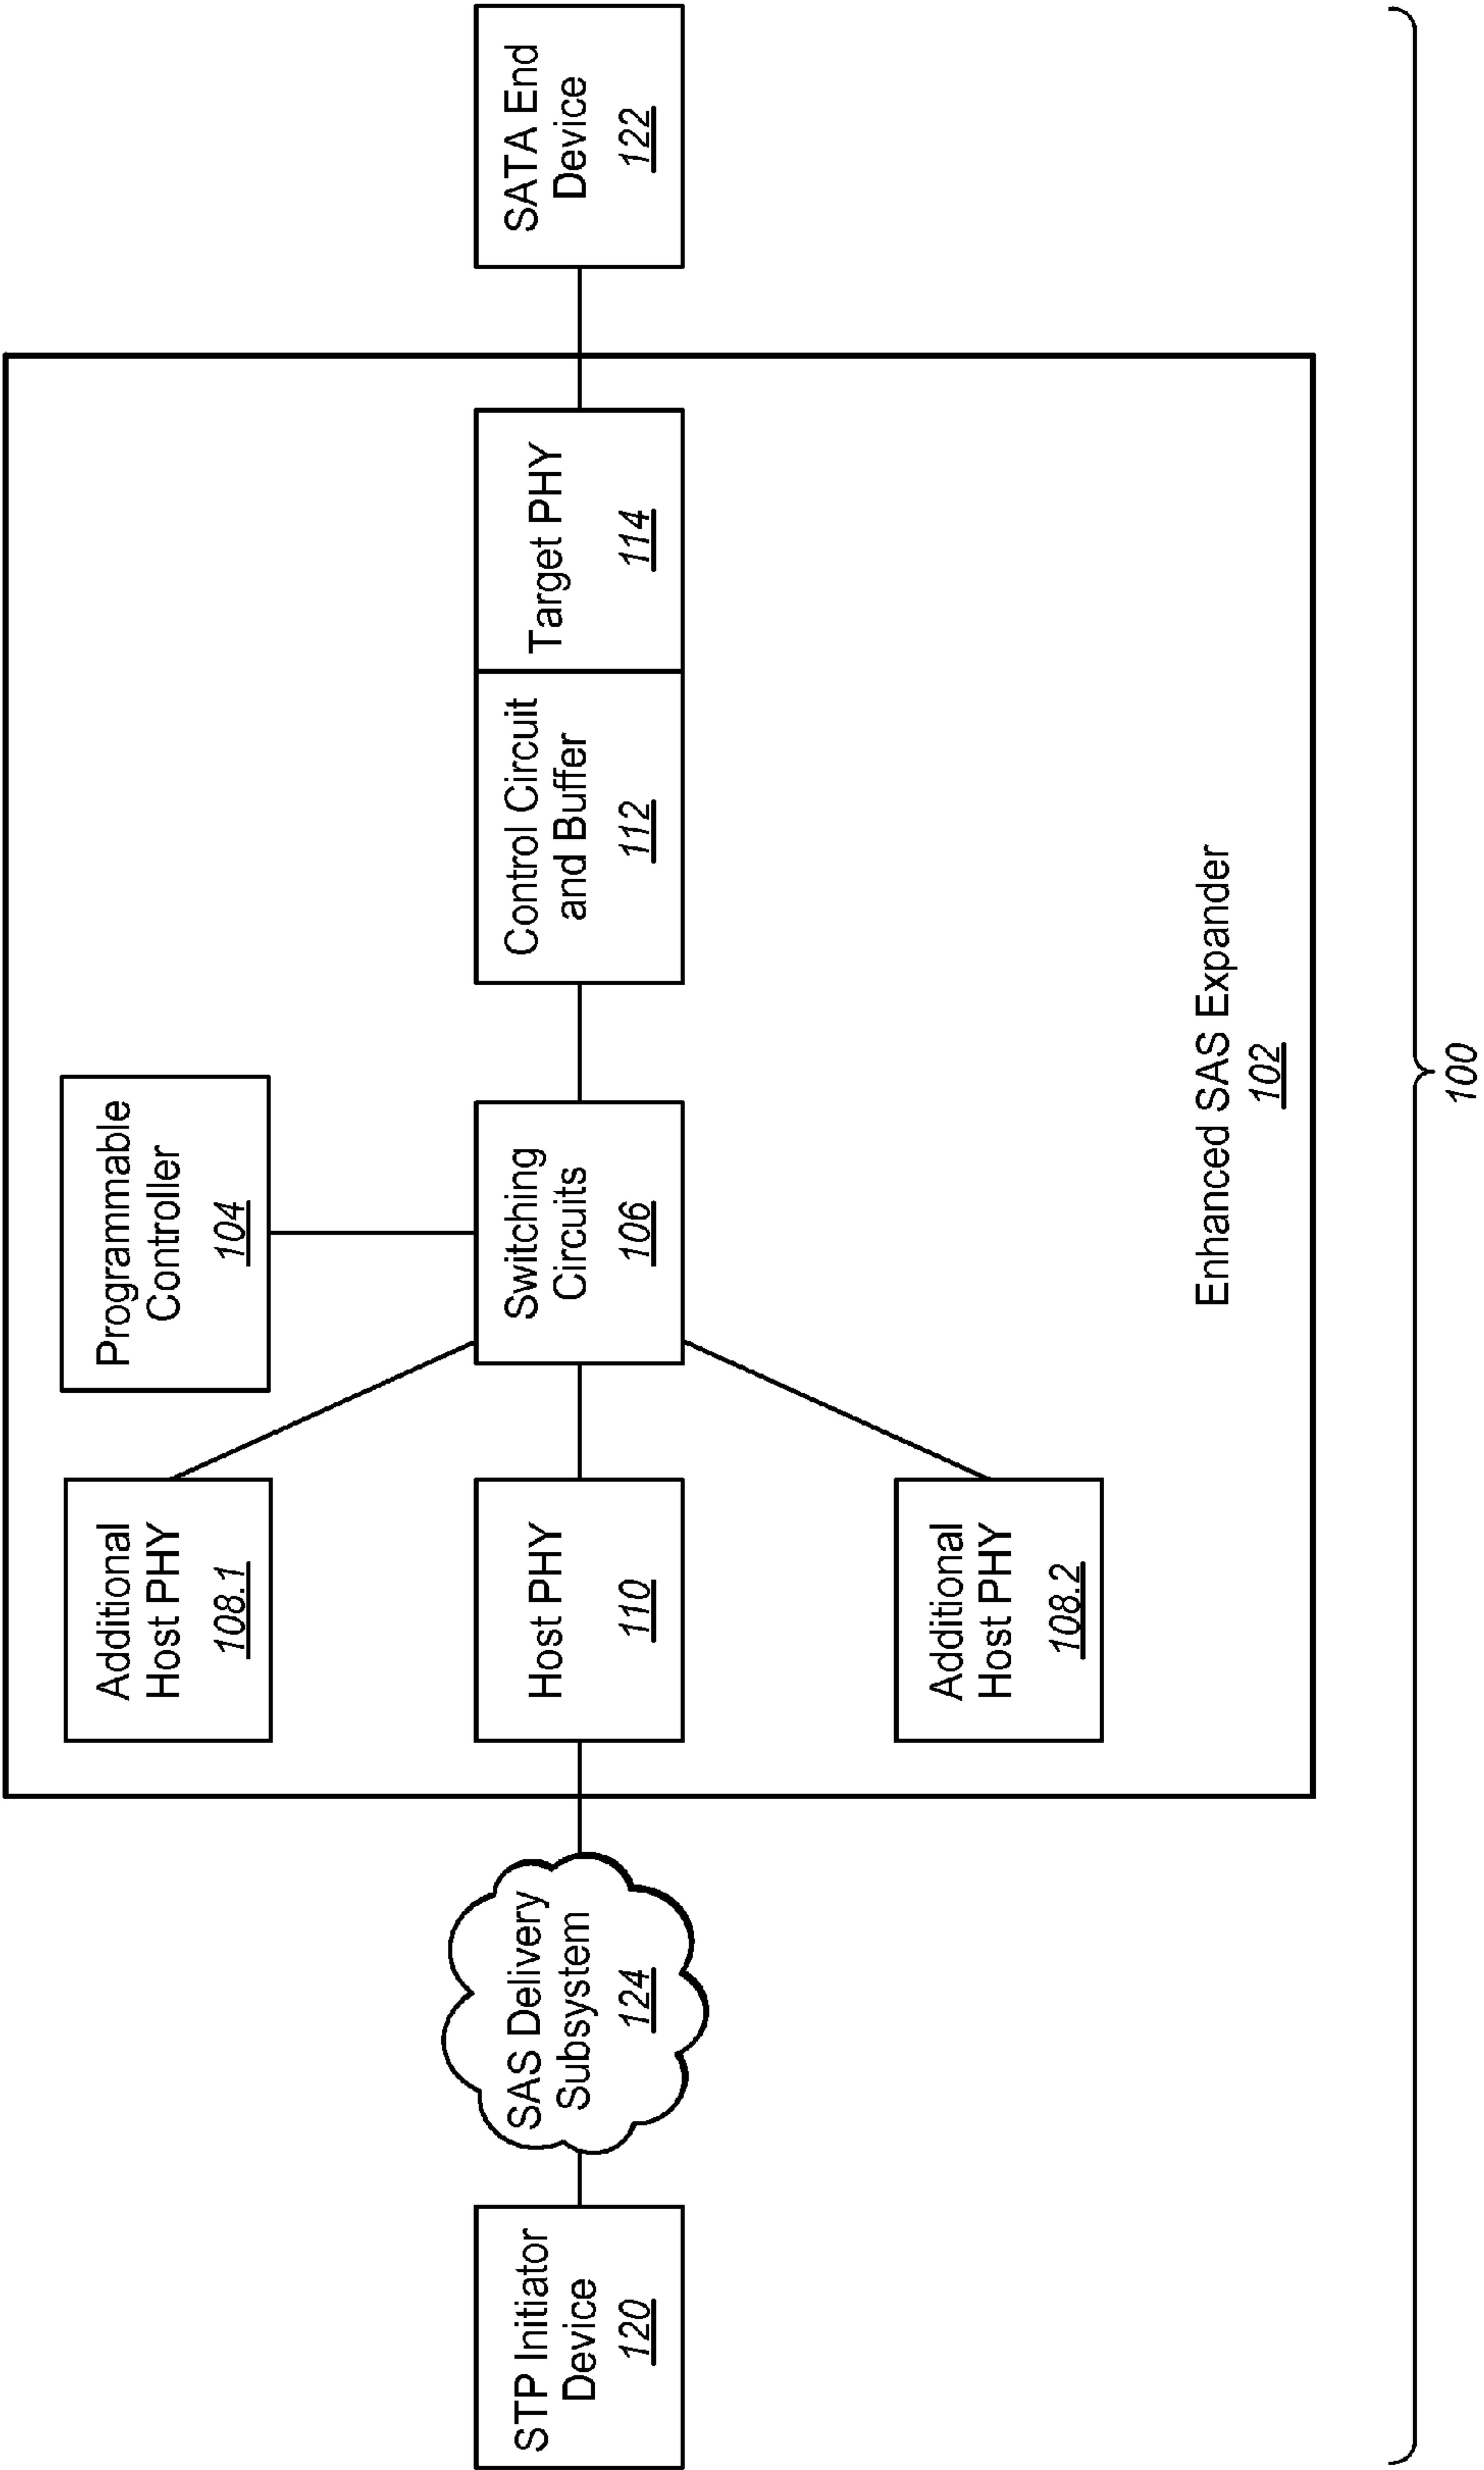 Programmable
Controller
104
Additional
Host PHY
108.1
STP Initiator
Device
120
SAS Delivery
Subsystem
124
Host PHY
110
Switching
Circuits
106
Control Circuit
and Buffer
112
Target PHY
114
SATA End
Device
122
Additional
Host PHY
108.2
Enhanced SAS Expander
102
100